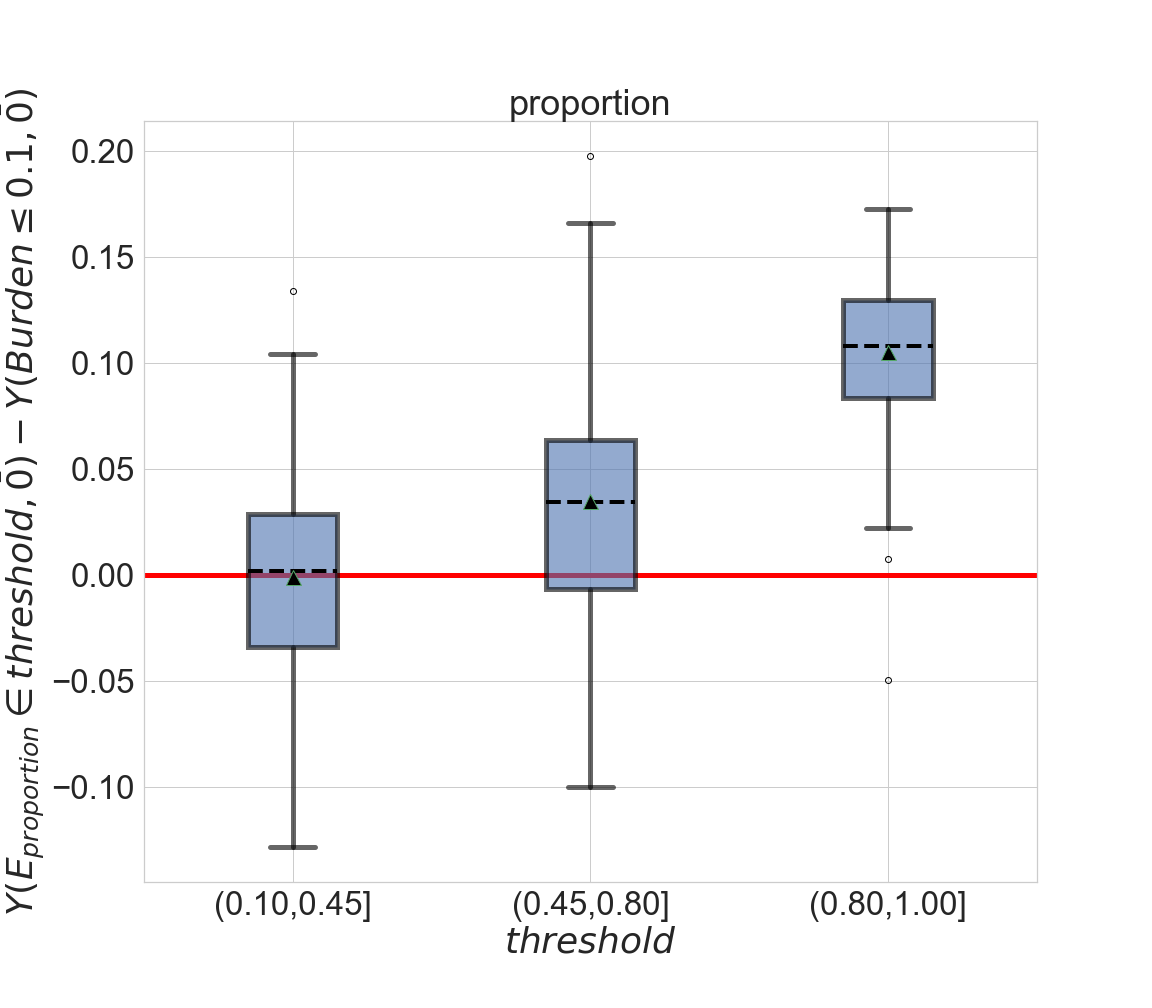 proportion
Y(E_proportion ∈ threshold, 0̄) − Y(Burden ≤ 0.1, 0̄)
0.20
0.15
0.10
0.05
0.00
−0.05
−0.10
(0.10,0.45] (0.45,0.80] (0.80,1.00]
threshold